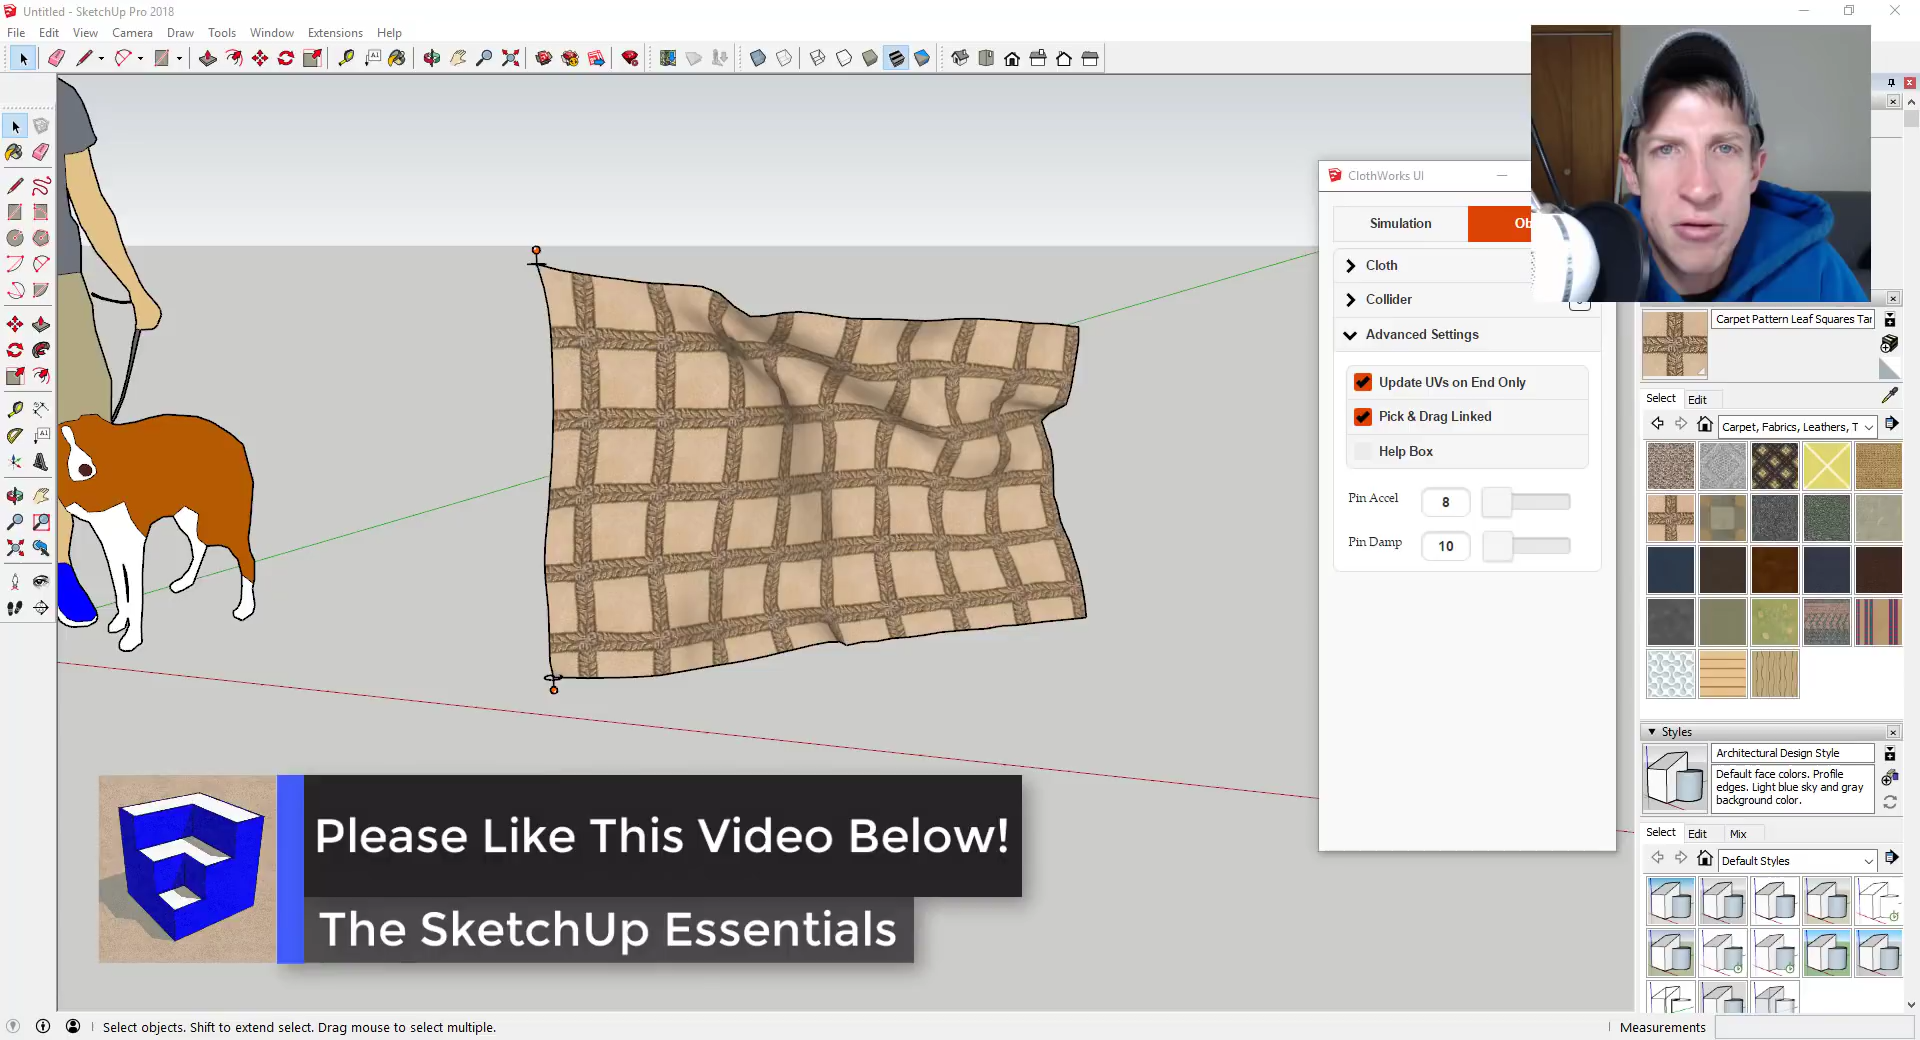 Untitled - SketchUp Pro 2018
File Edit View Camera Draw Tools Window Extensions Help
ClothWorks UI
Simulation
Cloth
Collider
Advanced Settings
Update UVs on End Only
Pick & Drag Linked
Help Box
Pin Accel 8
Pin Damp 10
Carpet Pattern Leaf Squares Tan
Select Edit
Carpet, Fabrics, Leathers, T
Styles
Architectural Design Style
Default face colors. Profile
edges. Light blue sky and gray
background color.
Select Edit Mix
Default Styles
Please Like This Video Below!
The SketchUp Essentials
Select objects. Shift to extend select. Drag mouse to select multiple.
Measurements